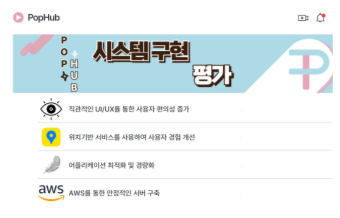 PopHub
POP
HUB
시스템 구현
평가
직관적인 UI/UX를 통한 사용자 편의성 증가
위치기반 서비스를 사용하여 사용자 경험 개선
어플리케이션 최적화 및 경량화
aws AWS를 통한 안정적인 서버 구축